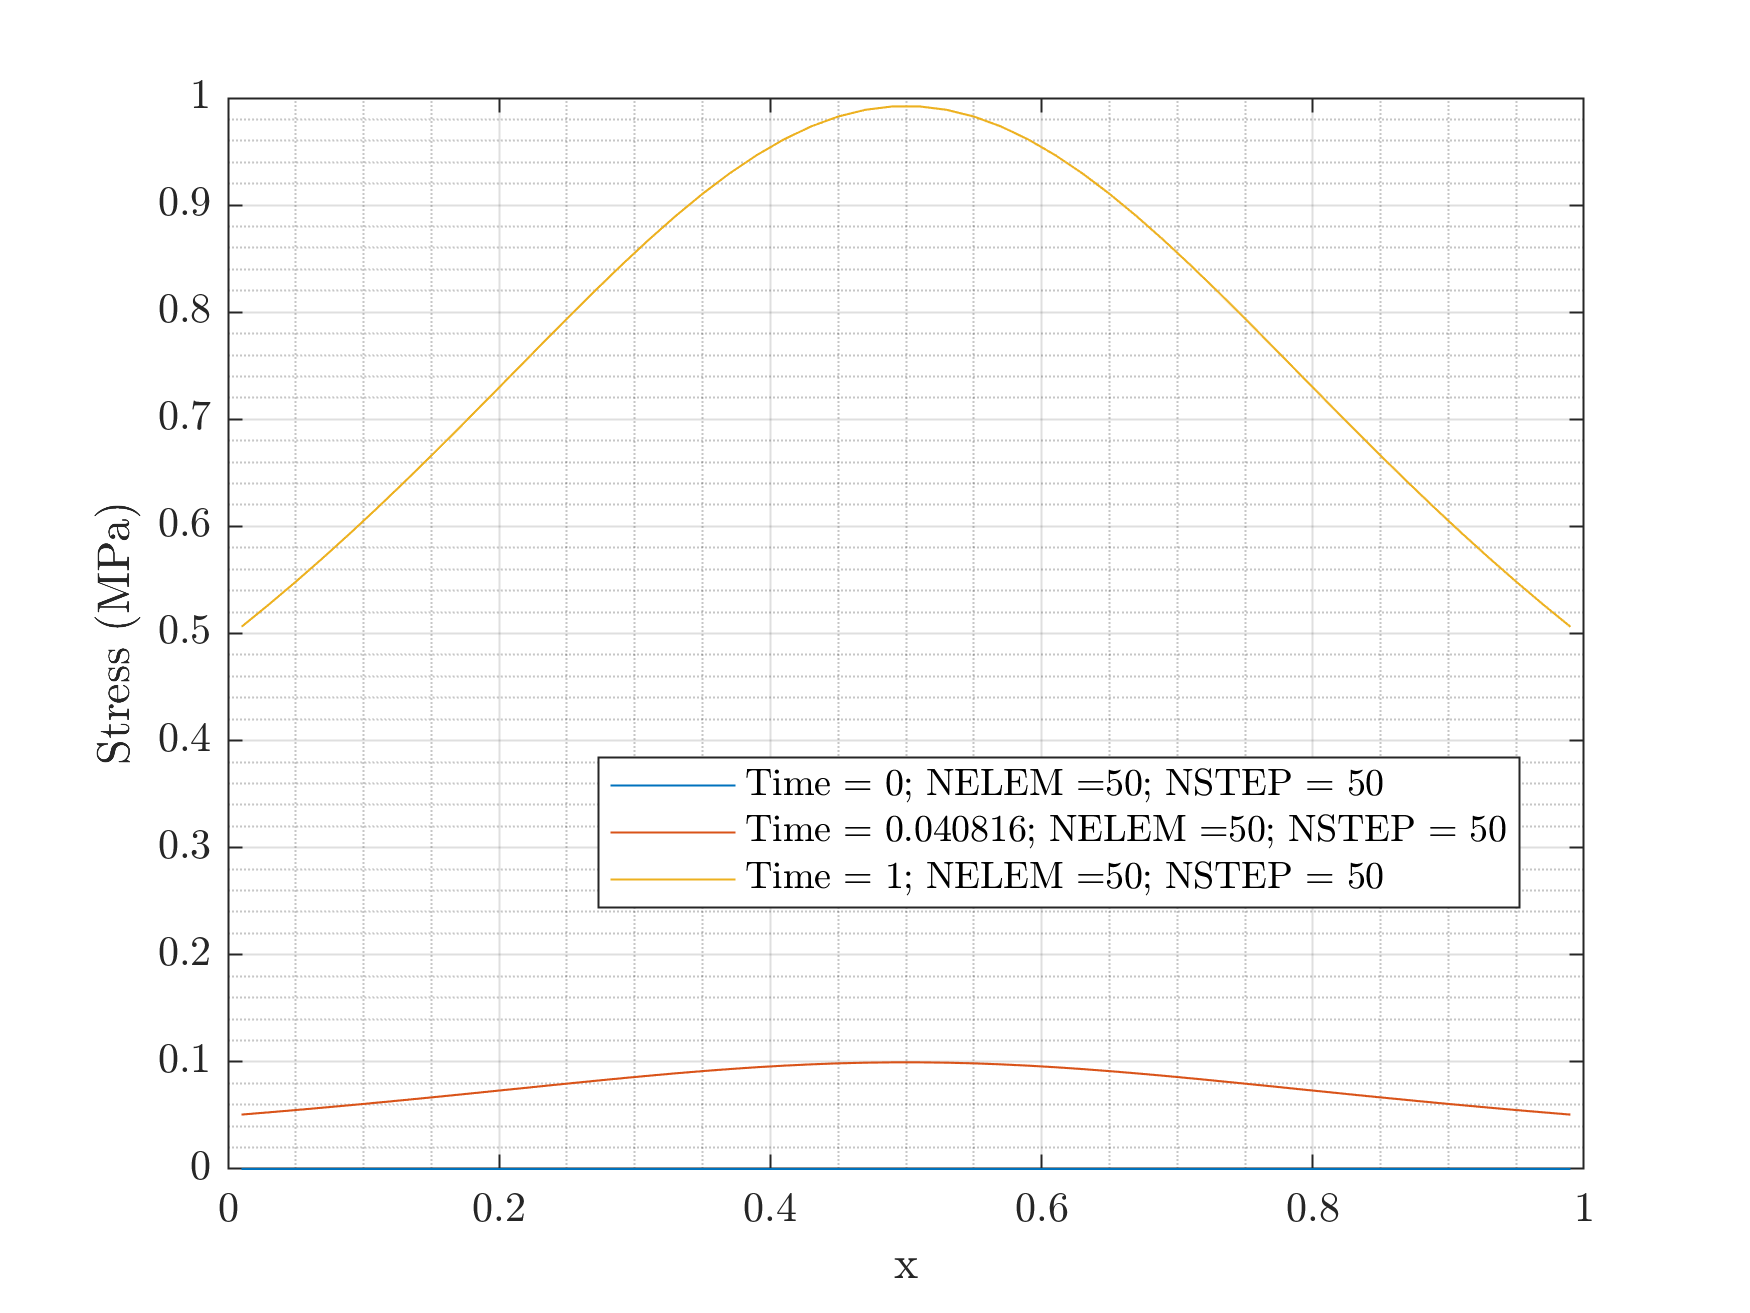 1
0.9
0.8
0.7
0.6
0.5
0.4
0.3
0.2
0.1
0
Stress (MPa)
Time = 0; NELEM =50; NSTEP = 50
Time = 0.040816; NELEM =50; NSTEP = 50
Time = 1; NELEM =50; NSTEP = 50
0 0.2 0.4 0.6 0.8 1
x